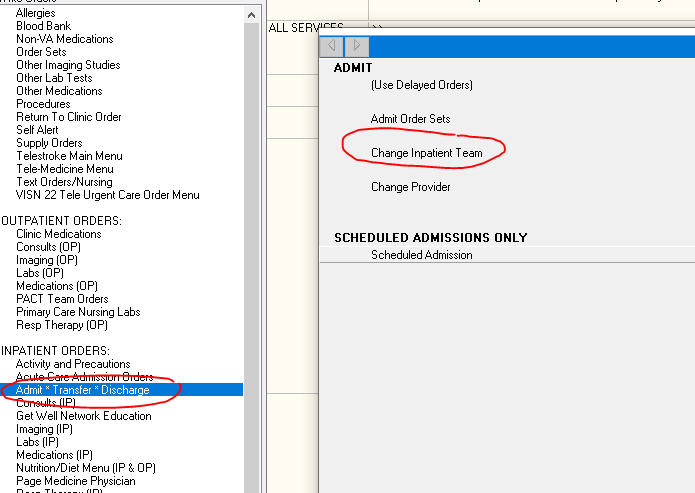 Allergies
Blood Bank
Non-VA Medications
Order Sets
Other Imaging Studies
Other Lab Tests
Other Medications
Procedures
Return To Clinic Order
Self Alert
Supply Orders
Telestroke Main Menu
Tele-Medicine Menu
Text Orders/Nursing
VISN 22 Tele Urgent Care Order Menu
OUTPATIENT ORDERS:
Clinic Medications
Consults (OP)
Imaging (OP)
Labs (OP)
Medications (OP)
PACT Team Orders
Primary Care Nursing Labs
Resp Therapy (OP)
INPATIENT ORDERS:
Activity and Precautions
Acute Care Admission Orders
Admit * Transfer * Discharge
Consults (IP)
Get Well Network Education
Imaging (IP)
Labs (IP)
Medications (IP)
Nutrition/Diet Menu (IP & OP)
Page Medicine Physician
ALL SERVICES
>>
ADMIT
(Use Delayed Orders)
Admit Order Sets
Change Inpatient Team
Change Provider
SCHEDULED ADMISSIONS ONLY
Scheduled Admission